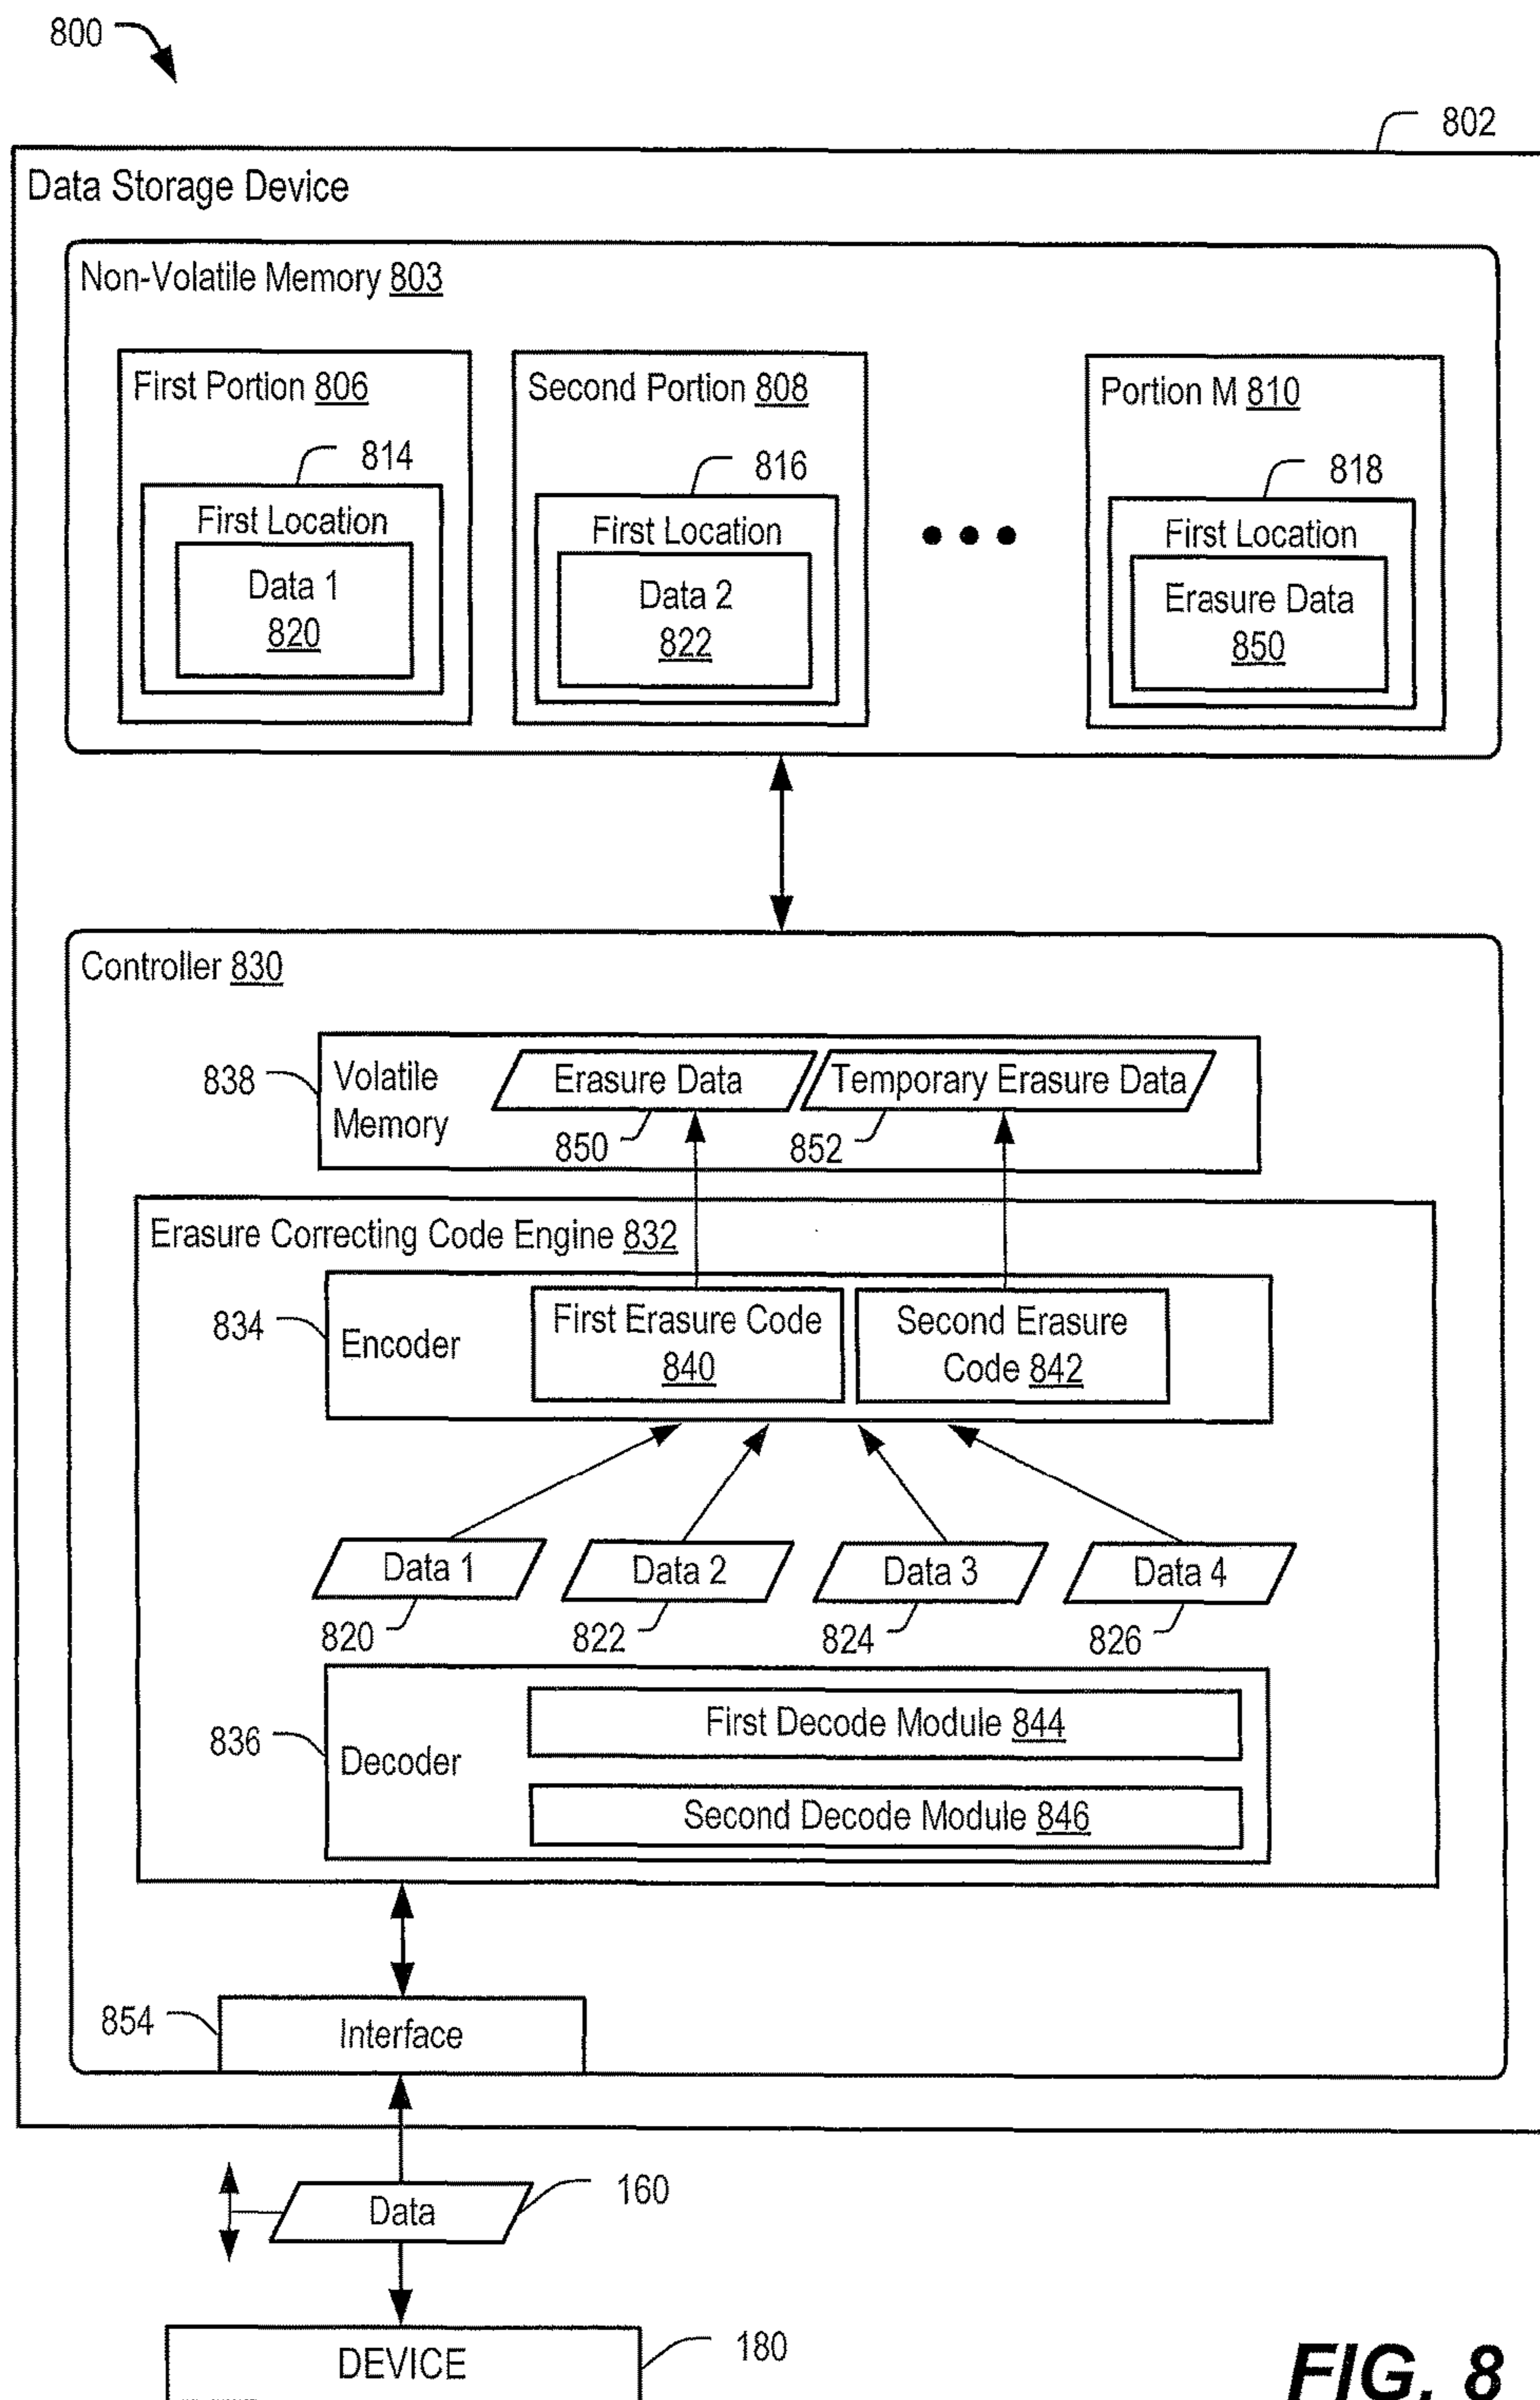 800
802
Data Storage Device
Non-Volatile Memory 803
First Portion 806
Second Portion 808
Portion M 810
814
816
818
First Location
First Location
First Location
Data 1
820
Data 2
822
Erasure Data
850
Controller 830
838
Volatile
Memory
Erasure Data
Temporary Erasure Data
850
852
Erasure Correcting Code Engine 832
834
Encoder
First Erasure Code
840
Second Erasure
Code 842
Data 1
Data 2
Data 3
Data 4
820
822
824
826
836
Decoder
First Decode Module 844
Second Decode Module 846
854
Interface
Data
160
DEVICE
180
FIG. 8